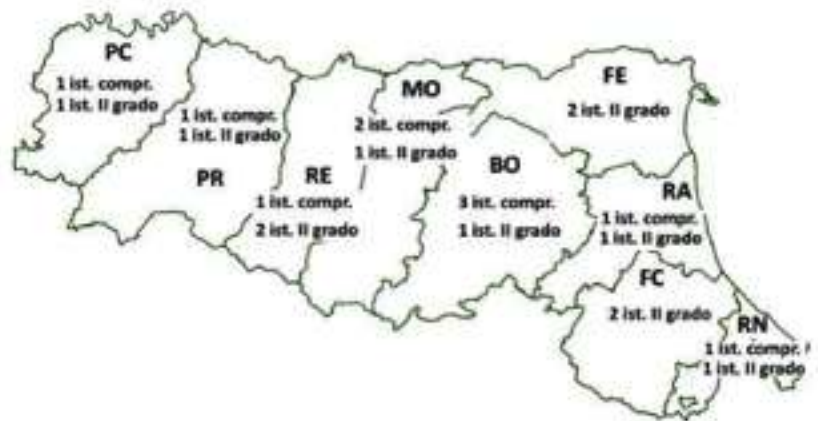 PC
1 ist. compr.
1 ist. II grado
1 ist. compr.
1 ist. II grado
PR
RE
1 ist. compr.
2 ist. II grado
MO
2 ist. compr.
1 ist. II grado
BO
3 ist. compr.
1 ist. II grado
FE
2 ist. II grado
RA
1 ist. compr.
1 ist. II grado
FC
2 ist. II grado
RN
1 ist. compr.
1 ist. II grado